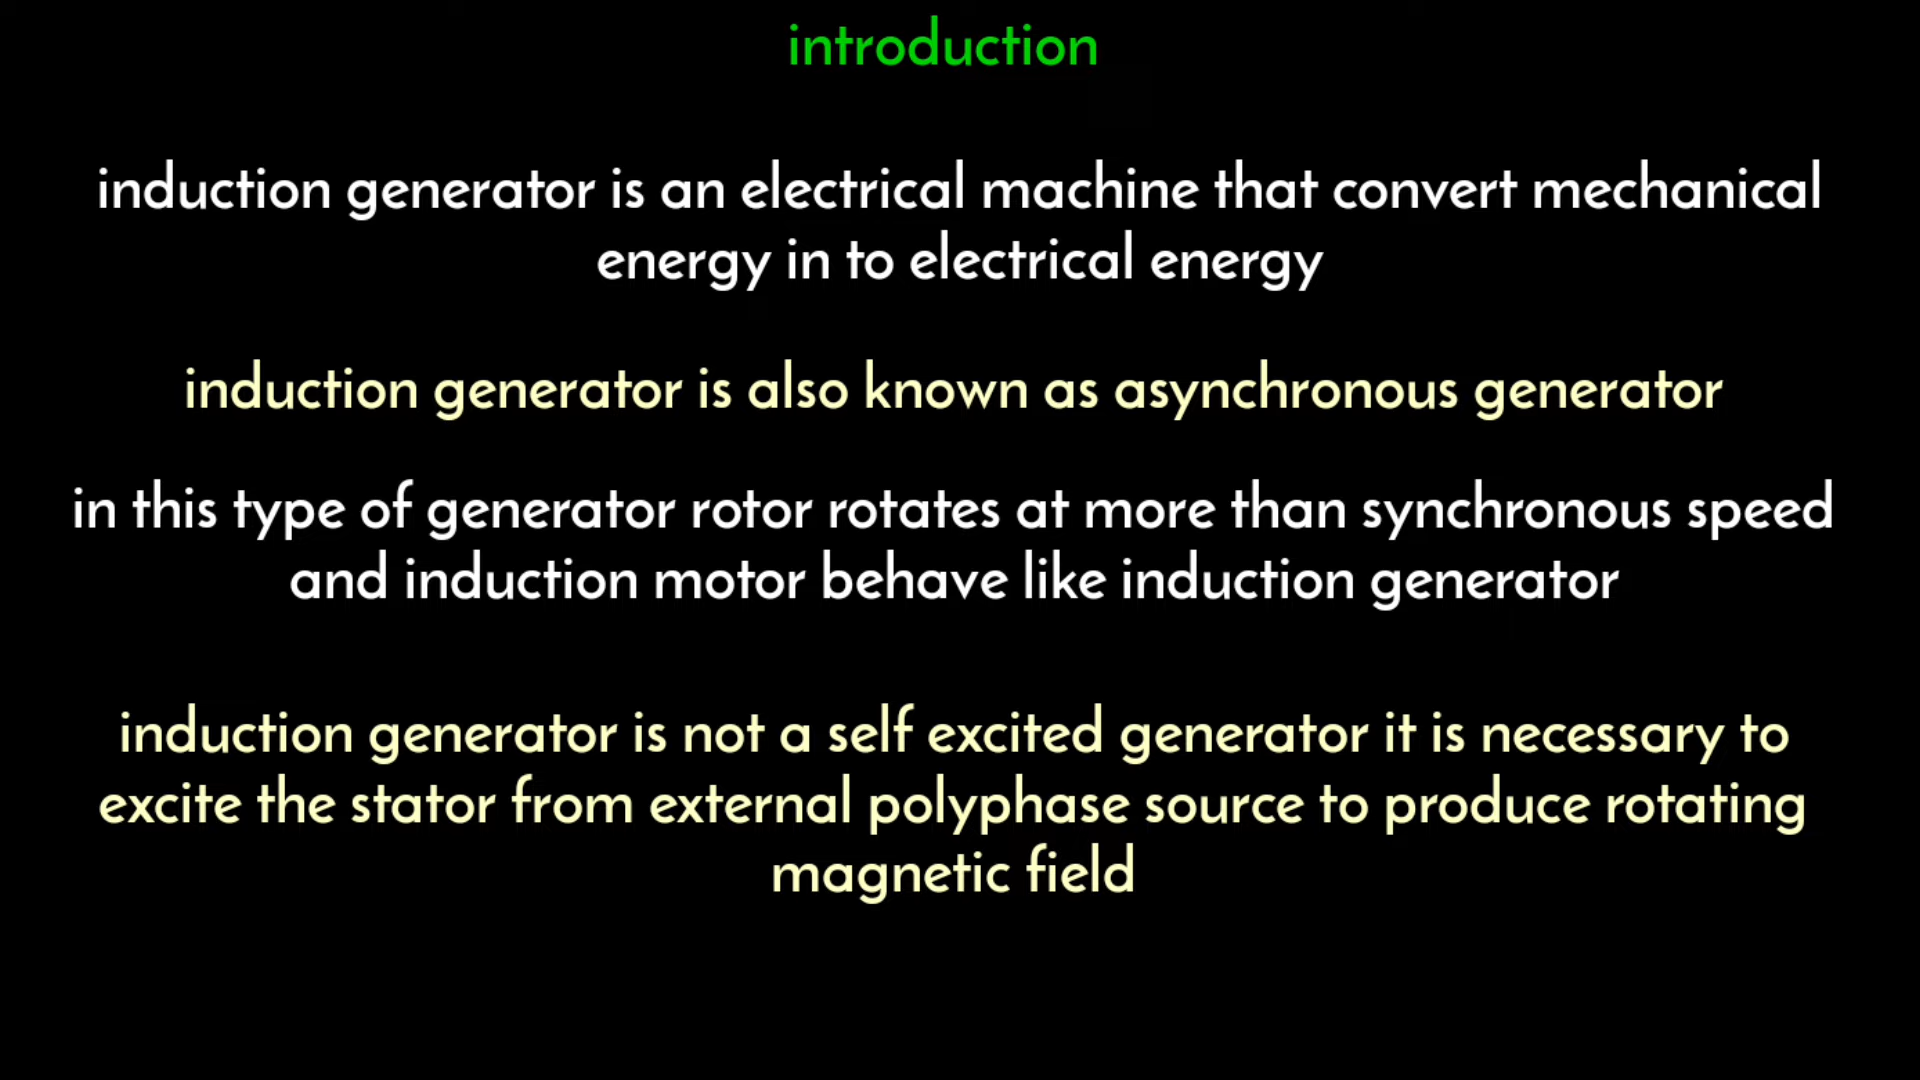 introduction
induction generator is an electrical machine that convert mechanical
energy in to electrical energy
induction generator is also known as asynchronous generator
in this type of generator rotor rotates at more than synchronous speed
and induction motor behave like induction generator
induction generator is not a self excited generator it is necessary to
excite the stator from external polyphase source to produce rotating
magnetic field